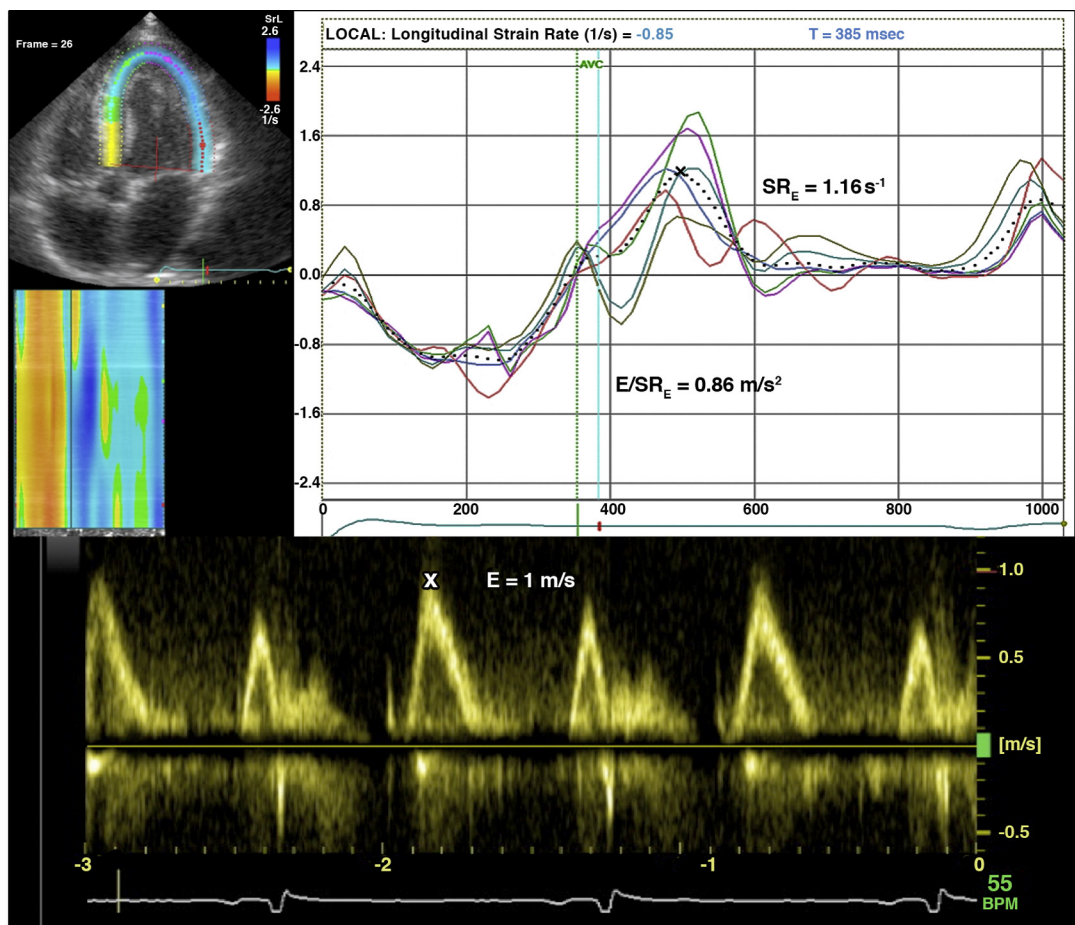 SrL
2.6
Frame = 26
-2.6
1/s
LOCAL: Longitudinal Strain Rate (1/s) = -0.85 T = 385 msec
AVC
2.4
1.6
0.8
0.0
-0.8
-1.6
-2.4
SR_E = 1.16 s⁻¹
E/SR_E = 0.86 m/s²
0 200 400 600 800 1000
X E = 1 m/s
1.0
0.5
[m/s]
-0.5
-3 -2 -1 0
55
BPM